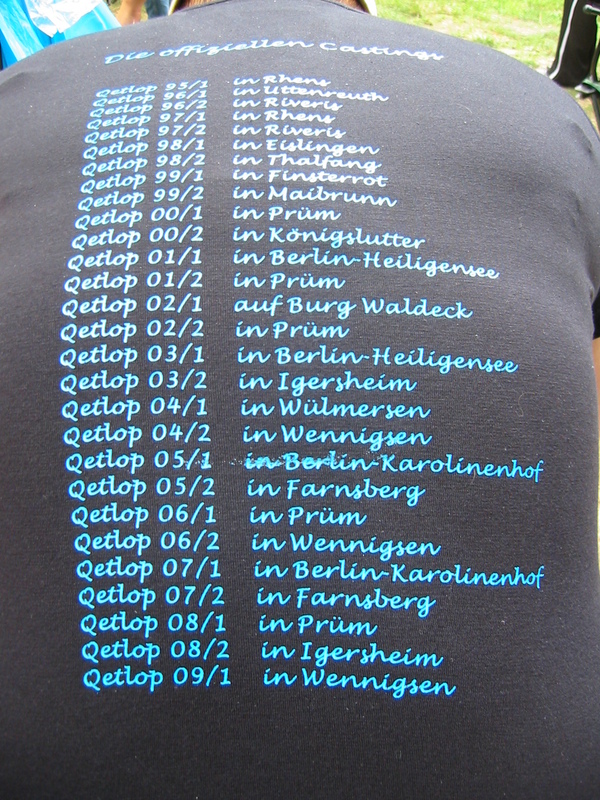 Die offiziellen Castings
Qetlop 95/1 in Rhens
Qetlop 96/1 in Uttenreuth
Qetlop 96/2 in Riveris
Qetlop 97/1 in Rhens
Qetlop 97/2 in Riveris
Qetlop 98/1 in Eislingen
Qetlop 98/2 in Thalfang
Qetlop 99/1 in Finsterrot
Qetlop 99/2 in Maibrunn
Qetlop 00/1 in Prüm
Qetlop 00/2 in Königslutter
Qetlop 01/1 in Berlin-Heiligensee
Qetlop 01/2 in Prüm
Qetlop 02/1 auf Burg Waldeck
Qetlop 02/2 in Prüm
Qetlop 03/1 in Berlin-Heiligensee
Qetlop 03/2 in Igersheim
Qetlop 04/1 in Wülmersen
Qetlop 04/2 in Wennigsen
Qetlop 05/1 in Berlin-Karolinenhof
Qetlop 05/2 in Farnsberg
Qetlop 06/1 in Prüm
Qetlop 06/2 in Wennigsen
Qetlop 07/1 in Berlin-Karolinenhof
Qetlop 07/2 in Farnsberg
Qetlop 08/1 in Prüm
Qetlop 08/2 in Igersheim
Qetlop 09/1 in Wennigsen